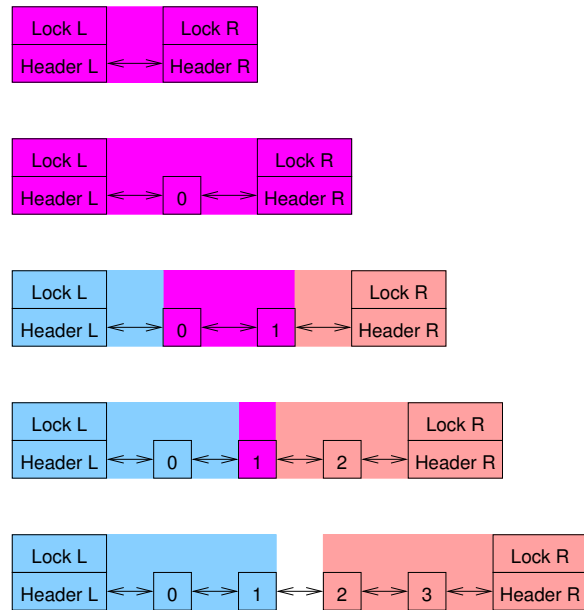 Lock L Lock R
Header L Header R
Lock L Lock R
Header L 0 Header R
Lock L Lock R
Header L 0 1 Header R
Lock L Lock R
Header L 0 1 2 Header R
Lock L Lock R
Header L 0 1 2 3 Header R